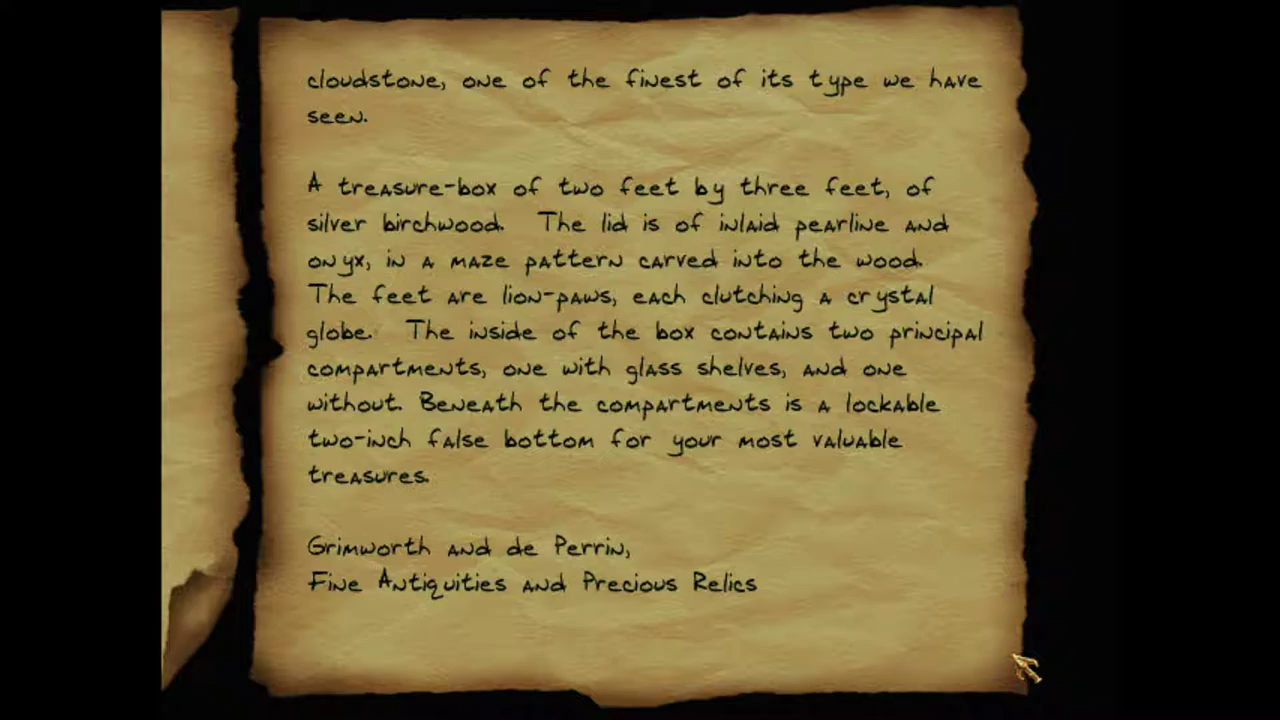 cloudstone, one of the finest of its type we have
seen.
A treasure-box of two feet by three feet, of
silver birchwood. The lid is of inlaid pearline and
onyx, in a maze pattern carved into the wood.
The feet are lion-paws, each clutching a crystal
globe. The inside of the box contains two principal
compartments, one with glass shelves, and one
without. Beneath the compartments is a lockable
two-inch false bottom for your most valuable
treasures.
Grimworth and de Perrin,
Fine Antiquities and Precious Relics